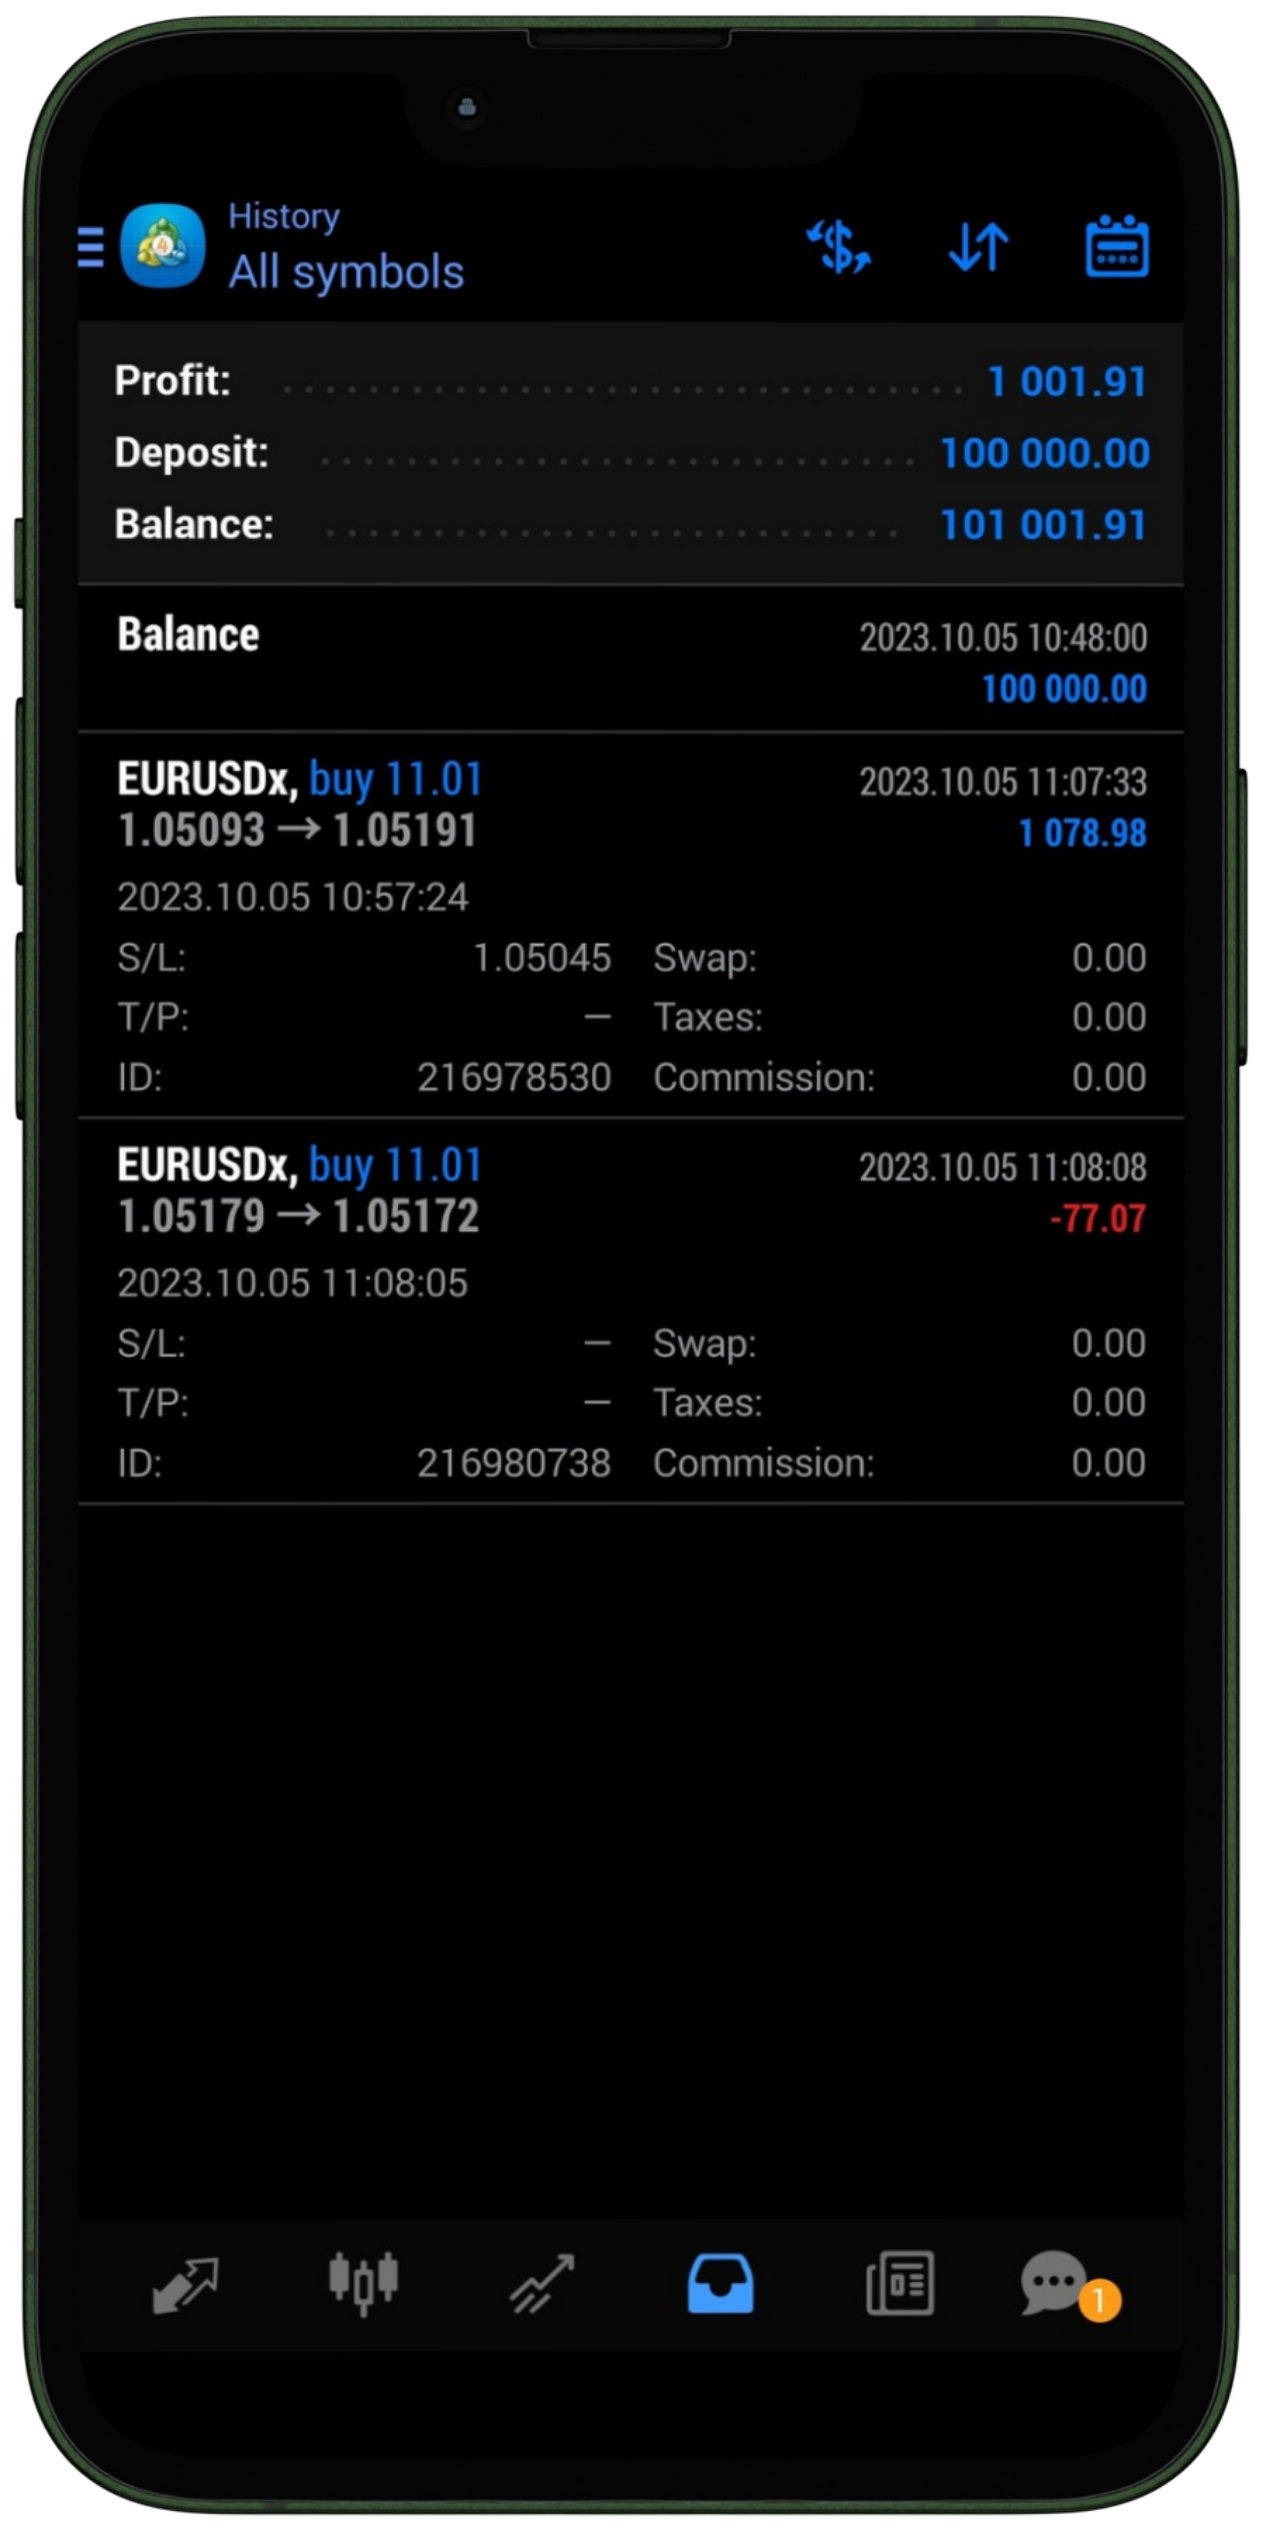 History
All symbols
4
Profit: 1 001.91
Deposit: 100 000.00
Balance: 101 001.91
Balance 2023.10.05 10:48:00
100 000.00
EURUSDx, buy 11.01 2023.10.05 11:07:33
1.05093 → 1.05191 1 078.98
2023.10.05 10:57:24
S/L: 1.05045 Swap: 0.00
T/P: – Taxes: 0.00
ID: 216978530 Commission: 0.00
EURUSDx, buy 11.01 2023.10.05 11:08:08
1.05179 → 1.05172 -77.07
2023.10.05 11:08:05
S/L: – Swap: 0.00
T/P: – Taxes: 0.00
ID: 216980738 Commission: 0.00
1